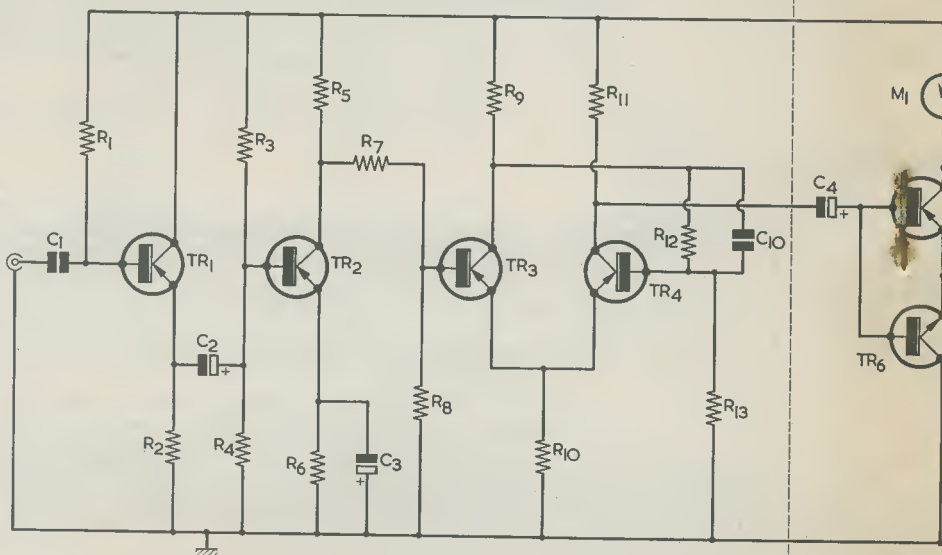 R1
C1
TR1
R2
C2
+
R3
R4
TR2
R5
R6
C3
+
R7
R8
R9
TR3
R10
R11
TR4
R12
C10
R13
C4
+
M1
TR6